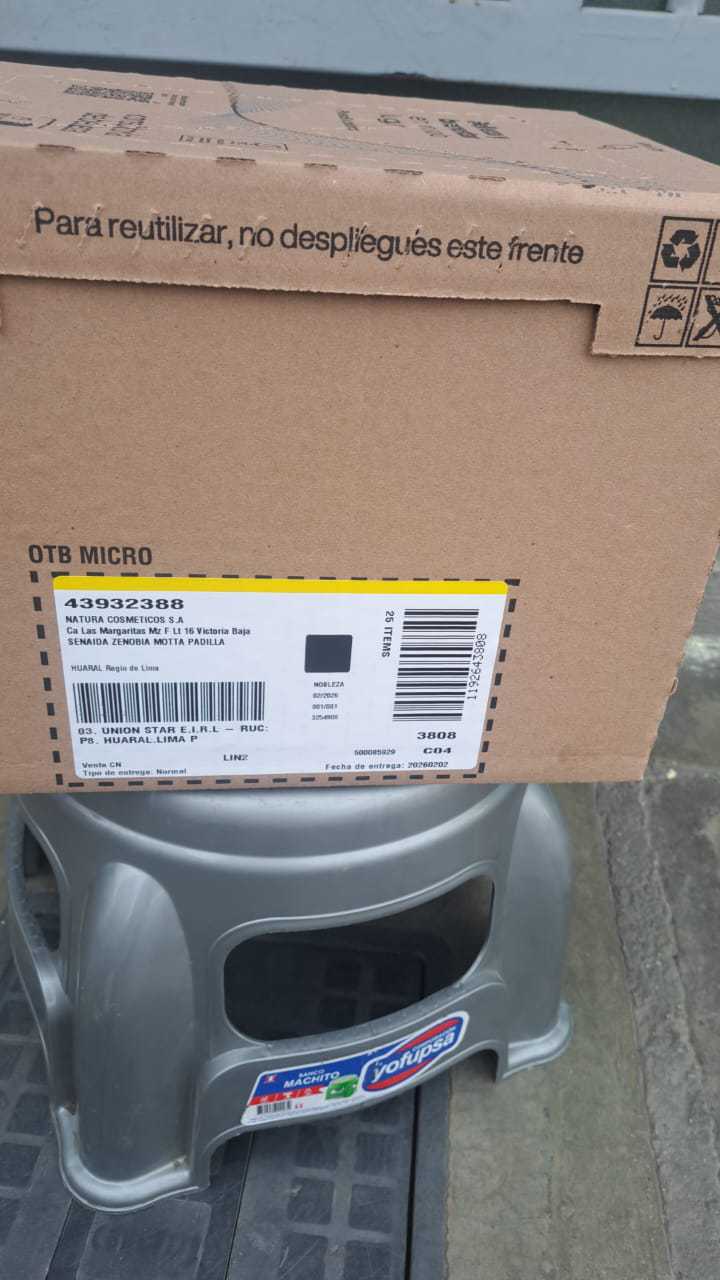 Para reutilizar, no despliegues este frente
OTB MICRO
43932388
NATURA COSMETICOS S.A
Ca Las Margaritas Mz F Lt 16 Victoria Baja
SENAIDA ZENOBIA MOTTA PADILLA
HUARAL Regio de Lima
NOBLEZA
02/2026
001/001
25 ITEMS
1192643808
03. UNION STAR E.I.R.L — RUC:
P8. HUARAL.LIMA P
3808
500085929
C04
Venta CN
LIN2
Tipo de entrega: Normal
Fecha de entrega: 20260202
BANCO
MACHITO
yofupsa